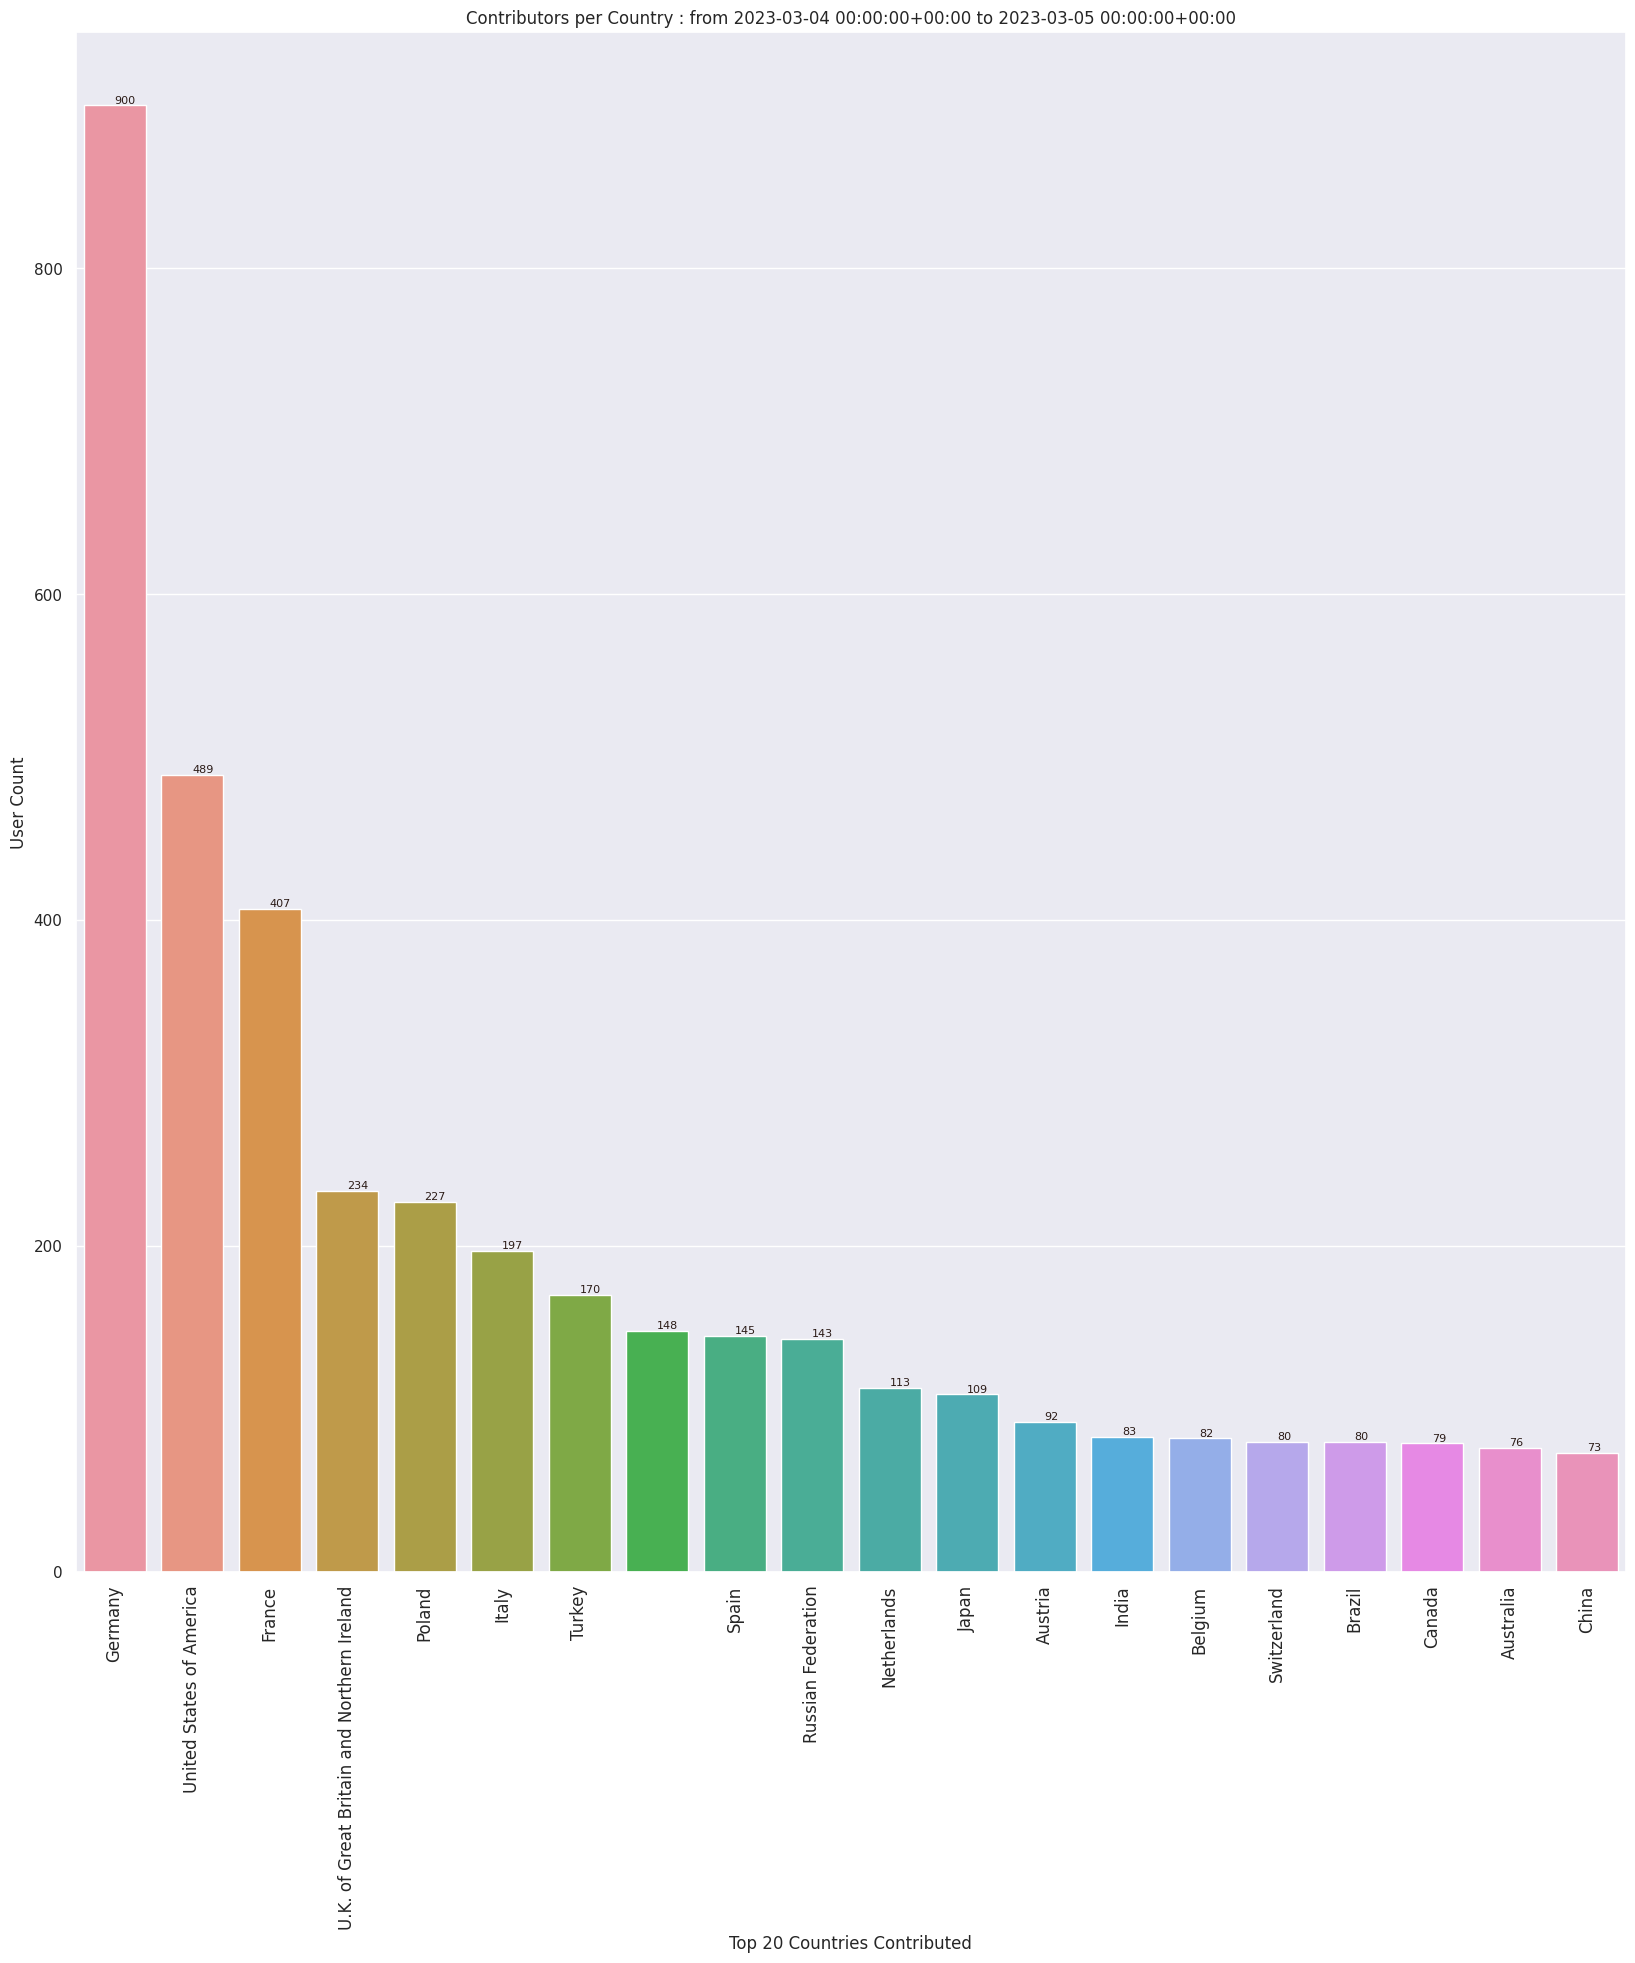 Contributors per Country : from 2023-03-04 00:00:00+00:00 to 2023-03-05 00:00:00+00:00
User Count
800
600
400
200
0
900
489
407
234
227
197
170
148
145
143
113
109
92
83
82
80
80
79
76
73
Germany
United States of America
France
U.K. of Great Britain and Northern Ireland
Poland
Italy
Turkey
Spain
Russian Federation
Netherlands
Japan
Austria
India
Belgium
Switzerland
Brazil
Canada
Australia
China
Top 20 Countries Contributed